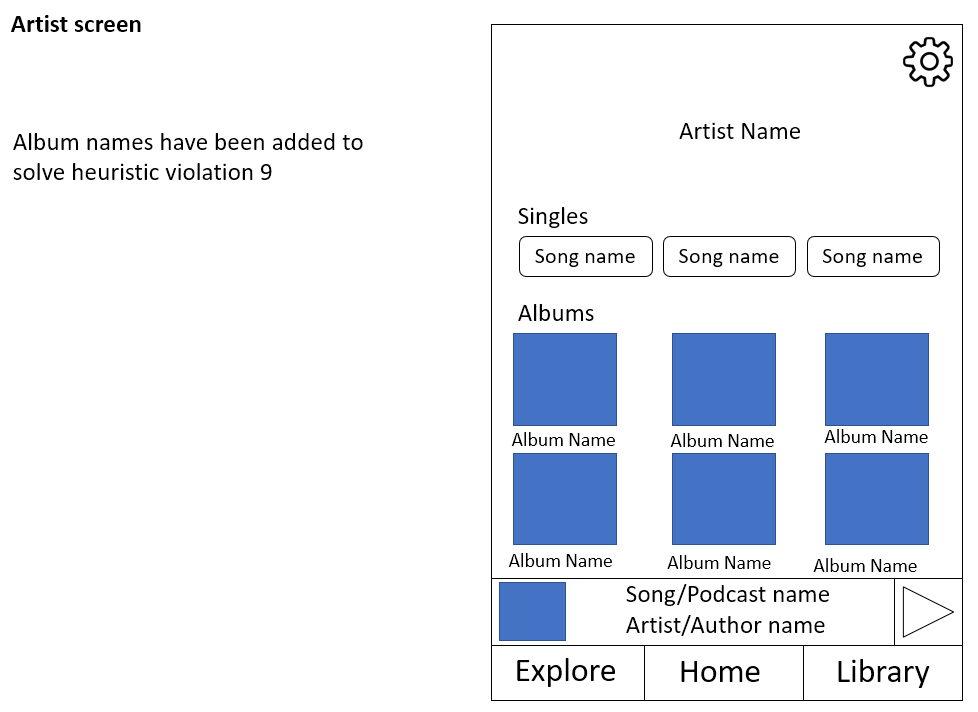 Artist screen
Album names have been added to
solve heuristic violation 9
Artist Name
Singles
Song name Song name Song name
Albums
Album Name Album Name Album Name
Album Name Album Name Album Name
Song/Podcast name
Artist/Author name
Explore Home Library